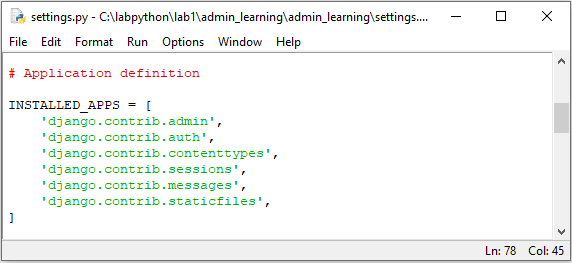 settings.py - C:\labpython\lab1\admin_learning\admin_learning\settings....
File Edit Format Run Options Window Help
# Application definition
INSTALLED_APPS = [
    'django.contrib.admin',
    'django.contrib.auth',
    'django.contrib.contenttypes',
    'django.contrib.sessions',
    'django.contrib.messages',
    'django.contrib.staticfiles',
]
Ln: 78 Col: 45